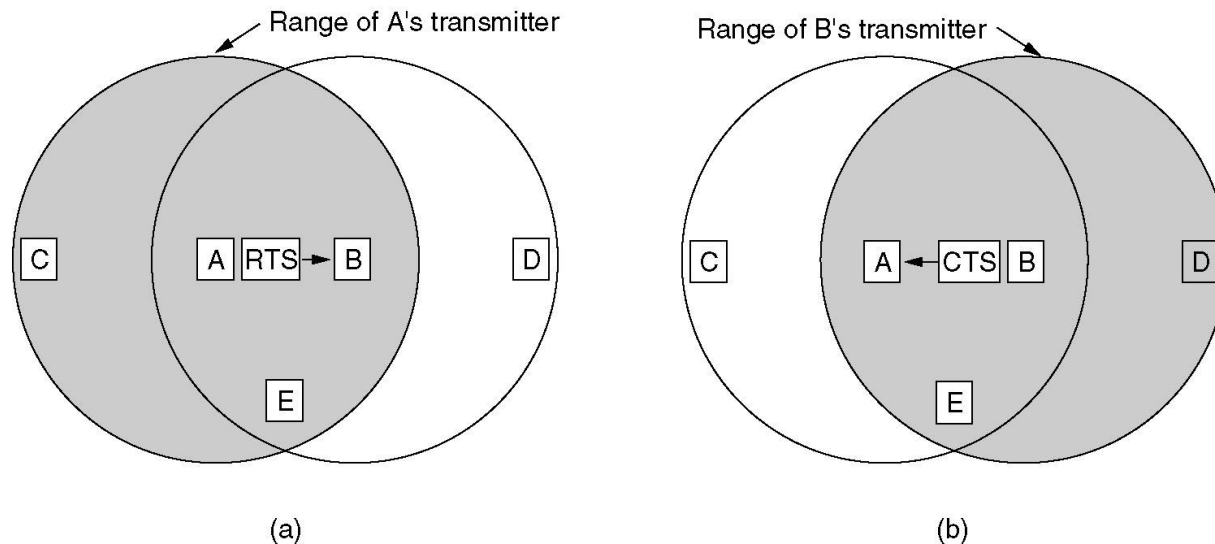 Range of A's transmitter
C
A
RTS
B
D
E
(a)
Range of B's transmitter
C
A
CTS
B
D
E
(b)